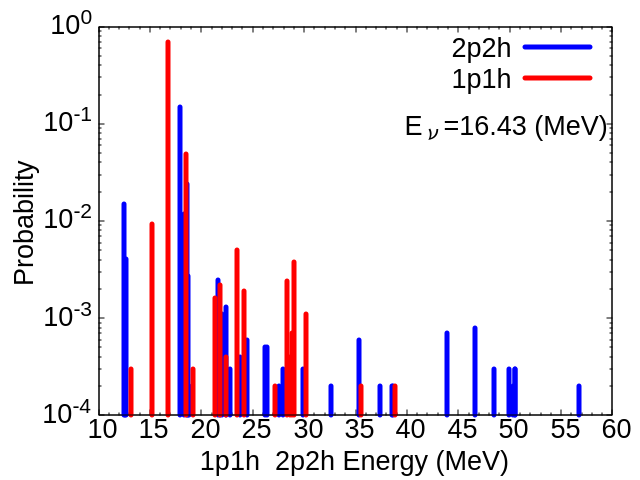 10^0
2p2h
1p1h
10^-1
E_ν=16.43 (MeV)
10^-2
Probability
10^-3
10^-4
10 15 20 25 30 35 40 45 50 55 60
1p1h  2p2h Energy (MeV)